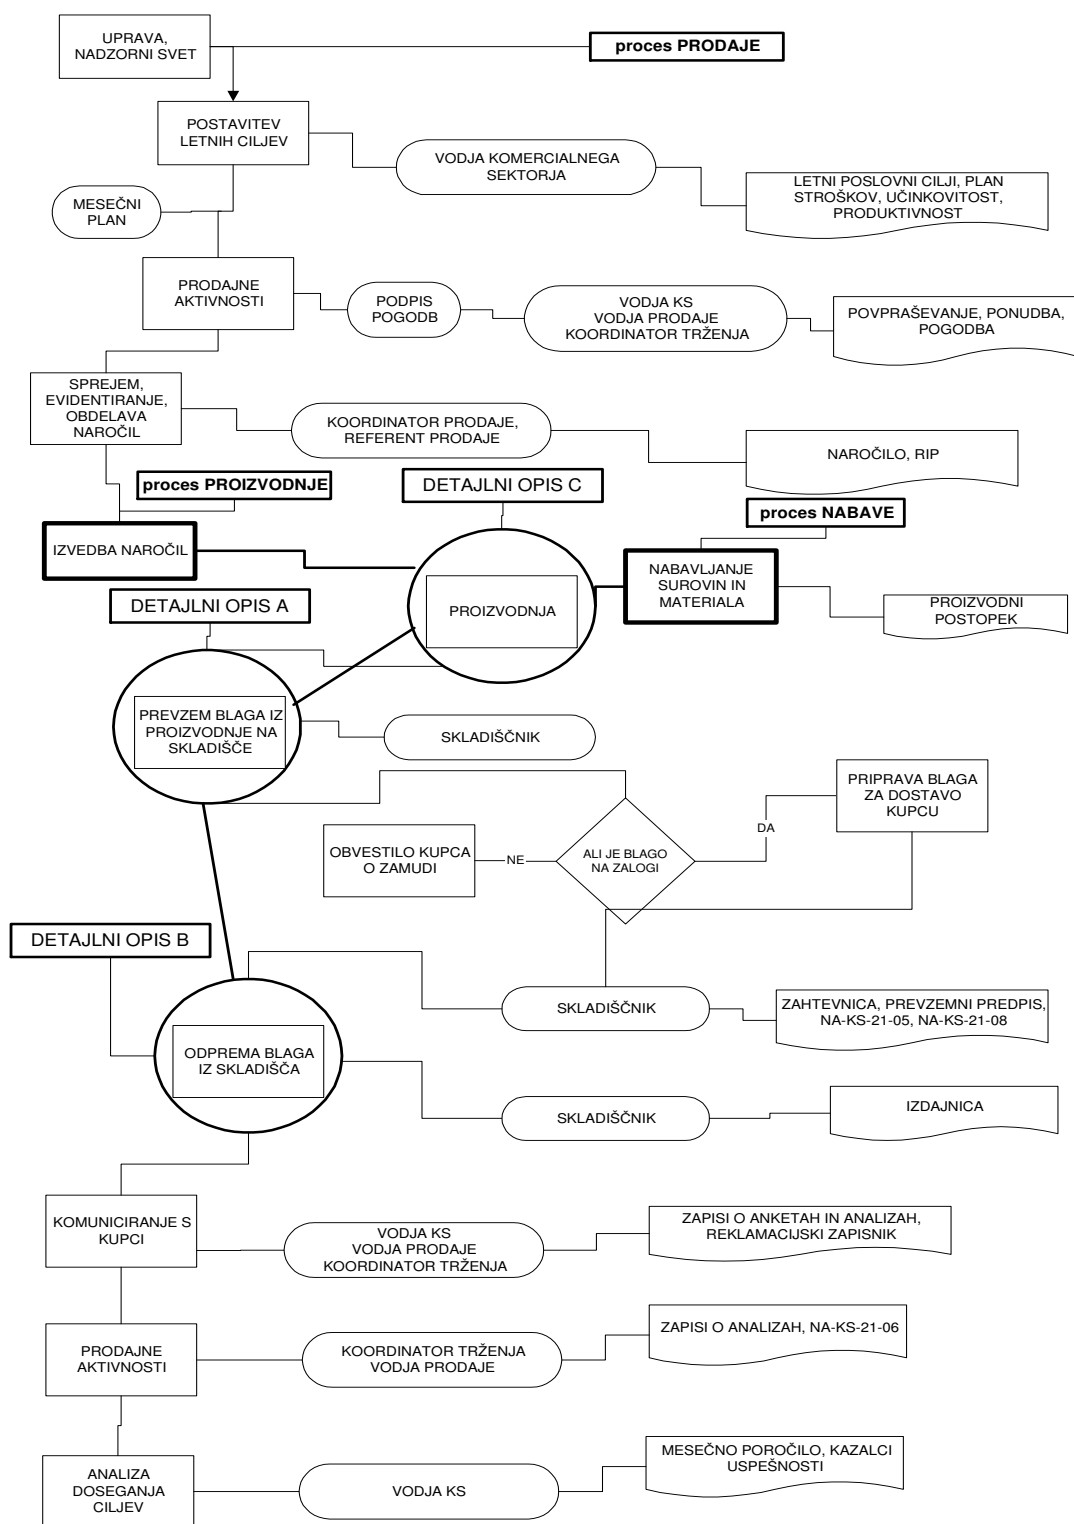 UPRAVA,
NADZORNI SVET
proces PRODAJE
POSTAVITEV
LETNIH CILJEV
VODJA KOMERCIALNEGA
SEKTORJA
LETNI POSLOVNI CILJI, PLAN
STROŠKOV, UČINKOVITOST,
PRODUKTIVNOST
MESEČNI
PLAN
PRODAJNE
AKTIVNOSTI
PODPIS
POGODB
VODJA KS
VODJA PRODAJE
KOORDINATOR TRŽENJA
POVPRAŠEVANJE, PONUDBA,
POGODBA
SPREJEM,
EVIDENTIRANJE,
OBDELAVA
NAROČIL
KOORDINATOR PRODAJE,
REFERENT PRODAJE
NAROČILO, RIP
proces PROIZVODNJE
DETAJLNI OPIS C
proces NABAVE
IZVEDBA NAROČIL
PROIZVODNJA
NABAVLJANJE
SUROVIN IN
MATERIALA
PROIZVODNI
POSTOPEK
DETAJLNI OPIS A
PREVZEM BLAGA IZ
PROIZVODNJE NA
SKLADIŠČE
SKLADIŠČNIK
PRIPRAVA BLAGA
ZA DOSTAVO
KUPCU
DA
OBVESTILO KUPCA
O ZAMUDI
NE
ALI JE BLAGO
NA ZALOGI
DETAJLNI OPIS B
SKLADIŠČNIK
ZAHTEVNICA, PREVZEMNI PREDPIS,
NA-KS-21-05, NA-KS-21-08
ODPREMA BLAGA
IZ SKLADIŠČA
SKLADIŠČNIK
IZDAJNICA
KOMUNICIRANJE S
KUPCI
VODJA KS
VODJA PRODAJE
KOORDINATOR TRŽENJA
ZAPISI O ANKETAH IN ANALIZAH,
REKLAMACIJSKI ZAPISNIK
PRODAJNE
AKTIVNOSTI
KOORDINATOR TRŽENJA
VODJA PRODAJE
ZAPISI O ANALIZAH, NA-KS-21-06
ANALIZA
DOSEGANJA
CILJEV
VODJA KS
MESEČNO POROČILO, KAZALCI
USPEŠNOSTI